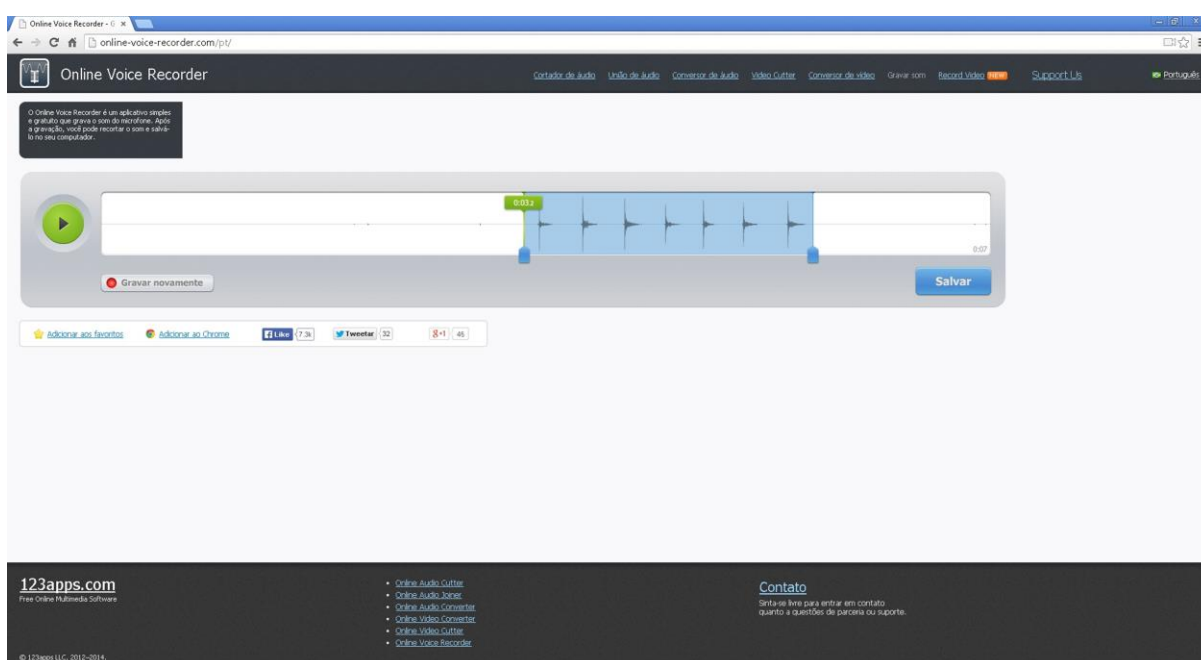 Online Voice Recorder -
online-voice-recorder.com/pt/
Online Voice Recorder
Cortador de áudio União de áudio Conversor de áudio Video Cutter Conversor de vídeo Gravar som Record Video NEW Support Us Português
O Online Voice Recorder é um aplicativo simples
e gratuito que grava o som do microfone. Após
a gravação, você pode recortar o som e salvá-
lo no seu computador.
0:03
0:07
Gravar novamente Salvar
Adicionar aos favoritos Adicionar ao Chrome Like 7.3k Tweetar 32 g+1 46
123apps.com
Free Online Multimedia Software
Online Audio Cutter
Online Audio Joiner
Online Audio Converter
Online Video Converter
Online Video Cutter
Online Voice Recorder
Contato
Sinta-se livre para entrar em contato
quanto a questões de parceria ou suporte.
© 123apps LLC, 2012–2014.